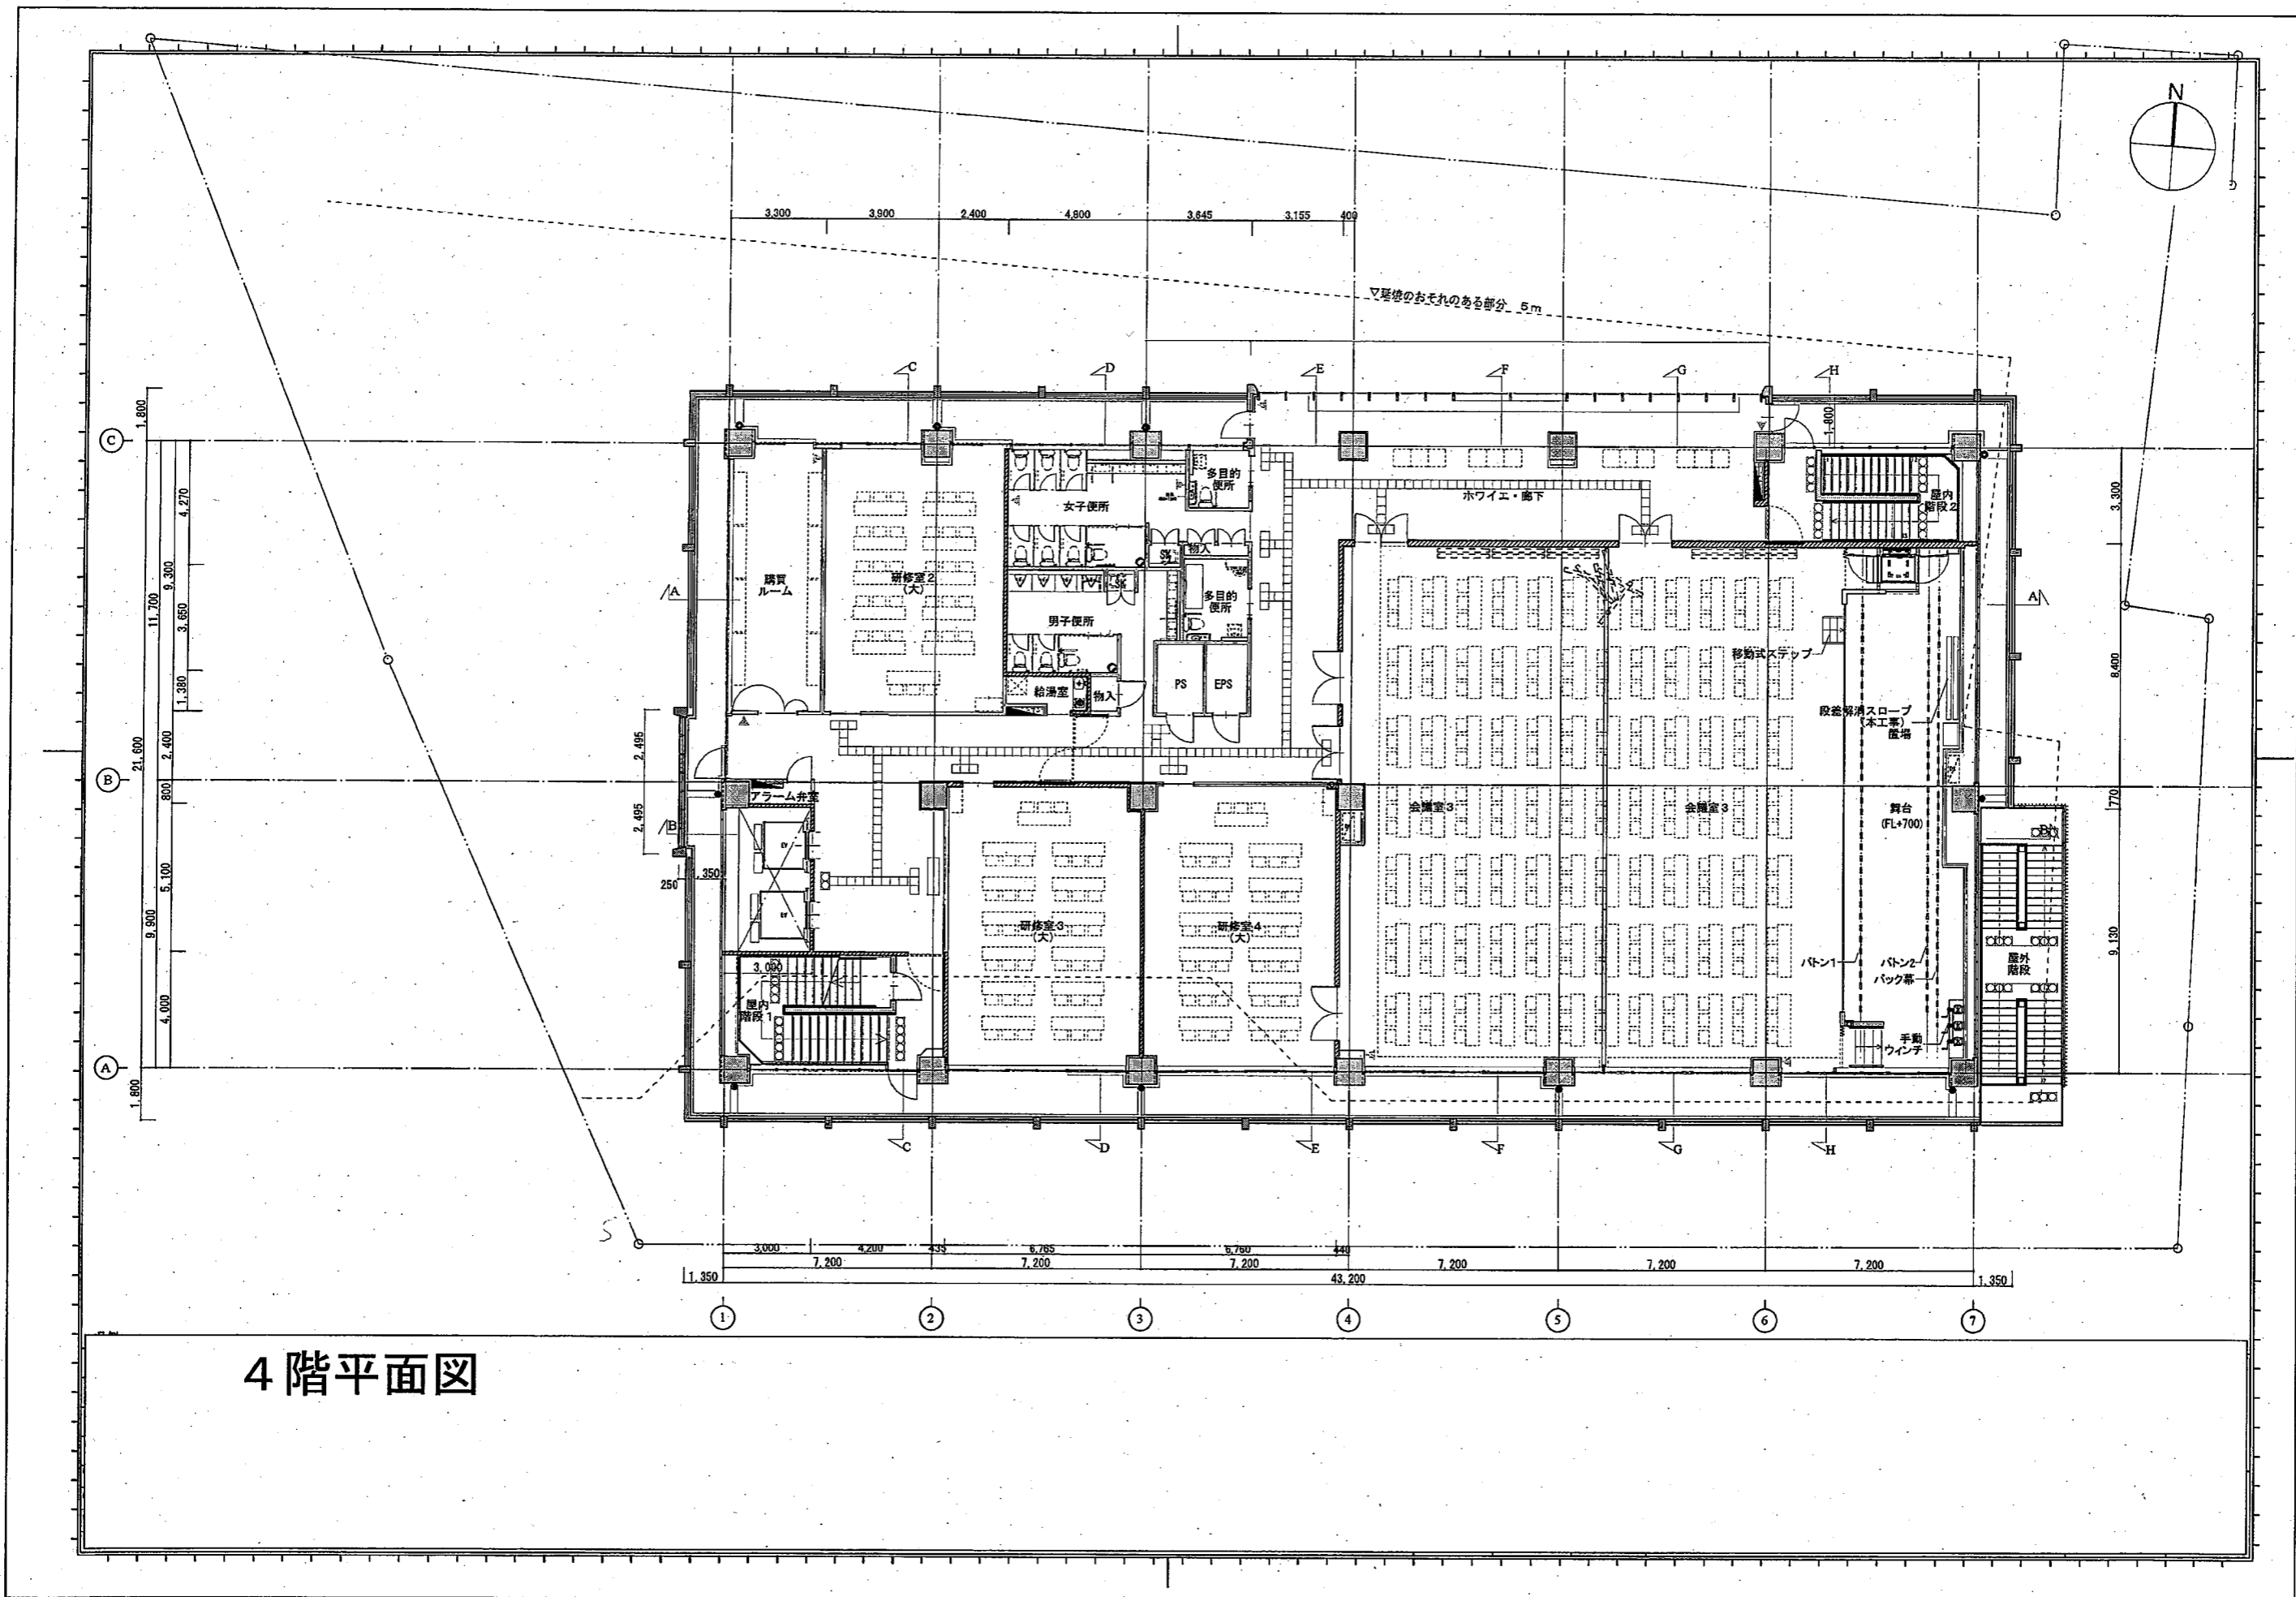 N
3,300
3,900
2,400
4,800
3,645
3,155
400
▽延焼のおそれのある部分 5m
C
D
E
F
G
H
1,800
1,800
C
4,270
3,300
多目的
便所
女子便所
ホワイエ・廊下
屋内
階段2
SK
物入
9,300
11,700
3,650
A
購買
ルーム
研修室2
(大)
SK
多目的
便所
A
男子便所
移動式ステップ
8,400
1,380
給湯室
物入
PS
EPS
段差解消スロープ
(本工事)
置場
21,600
2,400
2,495
B
800
アラーム弁室
会議室3
会議室3
舞台
(FL+700)
770
2,495
B
EV
250
1,350
5,100
9,900
EV
研修室3
(大)
研修室4
(大)
9,130
3,000
バトン1
バトン2
バック幕
屋外
階段
4,000
屋内
階段1
手動
ウインチ
A
1,800
C
D
E
F
G
H
3,000
4,200
435
6,765
6,760
440
7,200
7,200
7,200
7,200
7,200
7,200
1,350
43,200
1,350
1
2
3
4
5
6
7
4階平面図